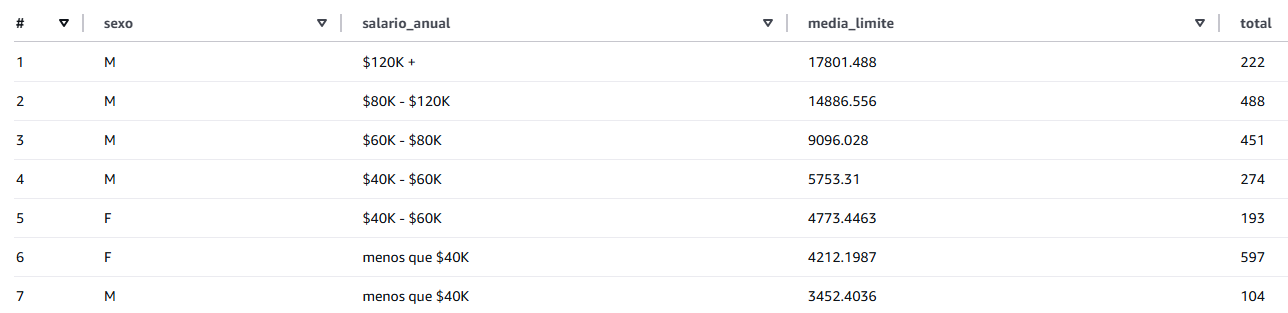 # sexo salario_anual media_limite total
1 M $120K + 17801.488 222
2 M $80K - $120K 14886.556 488
3 M $60K - $80K 9096.028 451
4 M $40K - $60K 5753.31 274
5 F $40K - $60K 4773.4463 193
6 F menos que $40K 4212.1987 597
7 M menos que $40K 3452.4036 104